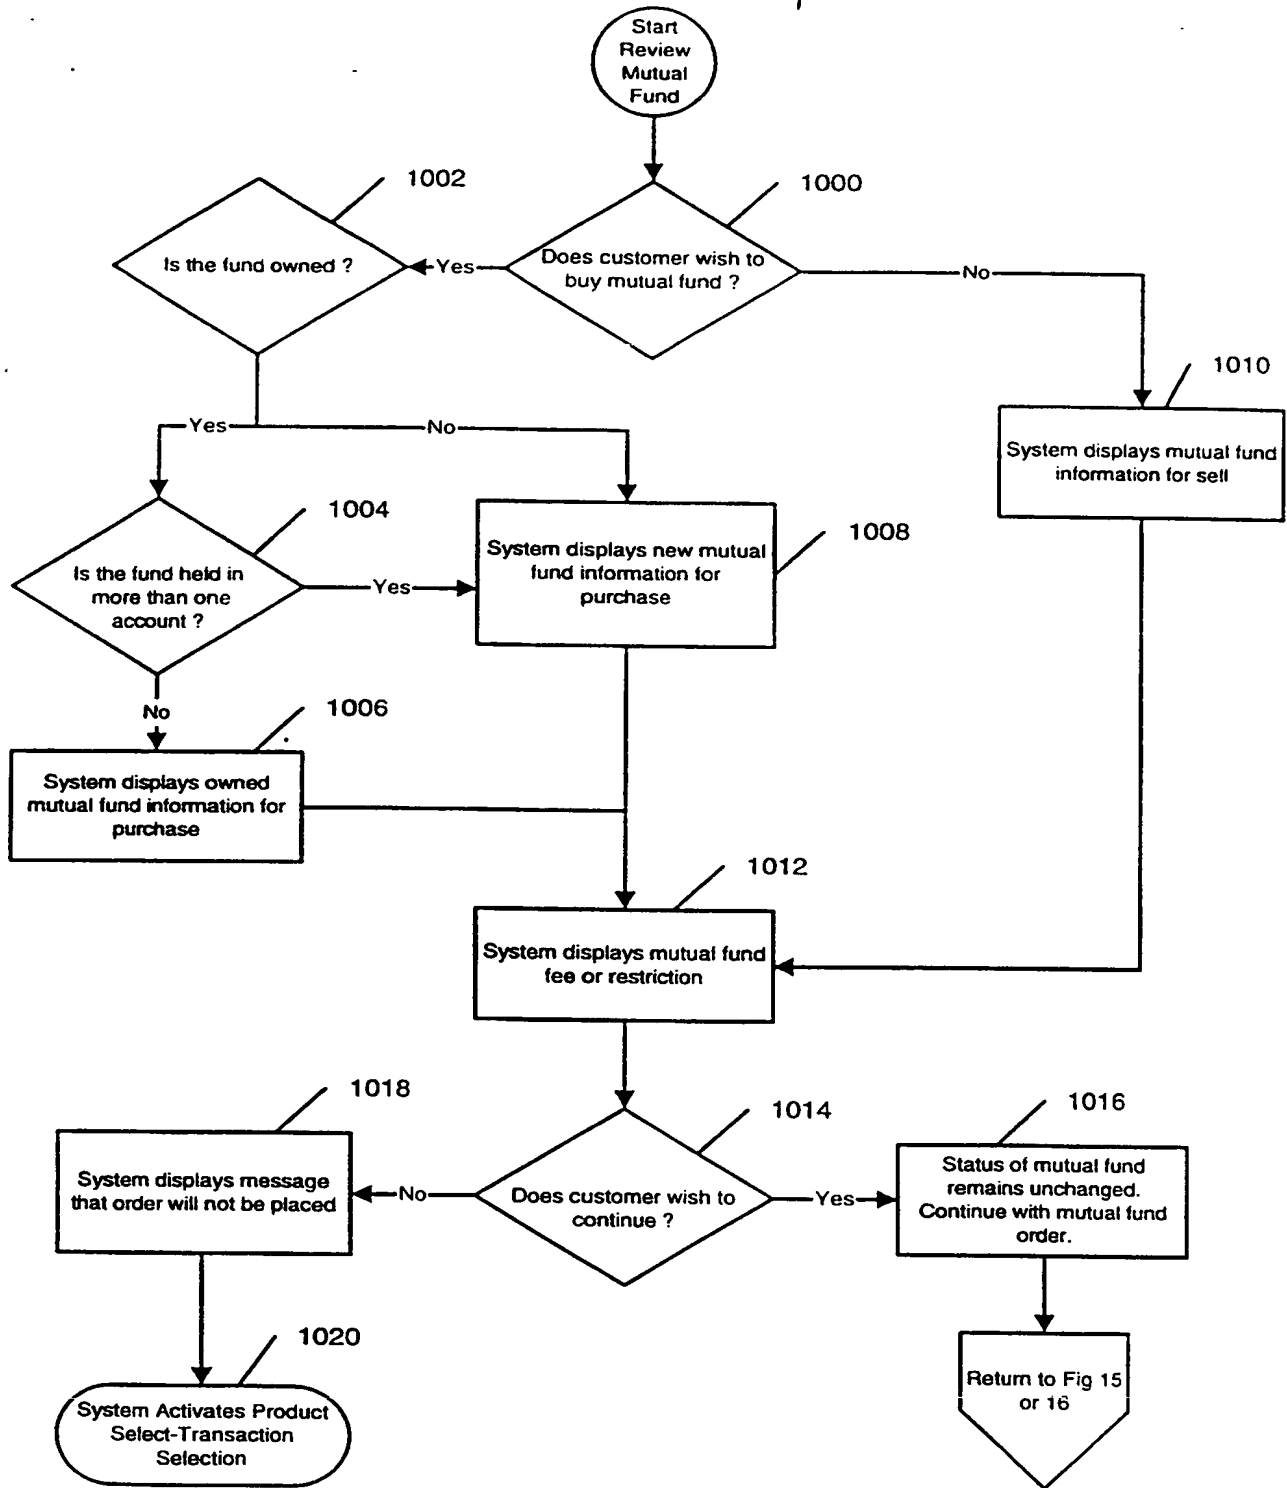 Start
Review
Mutual
Fund
1002
1000
Is the fund owned ?
Yes
Does customer wish to
buy mutual fund ?
No
1010
System displays mutual fund
information for sell
Yes
No
1004
Is the fund held in
more than one
account ?
Yes
System displays new mutual
fund information for
purchase
1008
No
1006
System displays owned
mutual fund information for
purchase
1012
System displays mutual fund
fee or restriction
1018
System displays message
that order will not be placed
No
1014
Does customer wish to
continue ?
Yes
1016
Status of mutual fund
remains unchanged.
Continue with mutual fund
order.
1020
System Activates Product
Select-Transaction
Selection
Return to Fig 15
or 16